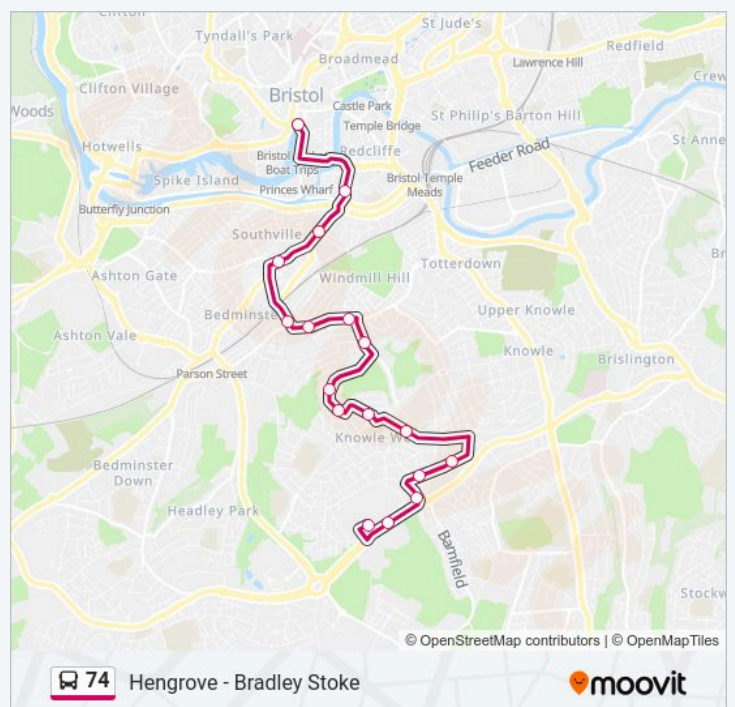 Clifton
St Jude's
Tyndall's Park
Redfield
Broadmead
Lawrence Hill
Clifton Village
Crew
Bristol
Castle Park
Woods
St Philip's Barton Hill
Temple Bridge
St Anne
Hotwells
Redcliffe
Feeder Road
Bristol
Boat Trips
Spike Island
Bristol Temple
Meads
Princes Wharf
Butterfly Junction
Southville
Br
Totterdown
Ashton Gate
Windmill Hill
Upper Knowle
Bedminste
Ashton Vale
Knowle
Brislington
Parson Street
Knowle We
Bedminster
Down
Headley Park
Barnfield
Stockw
© OpenStreetMap contributors | © OpenMapTiles
74 Hengrove - Bradley Stoke
moovit